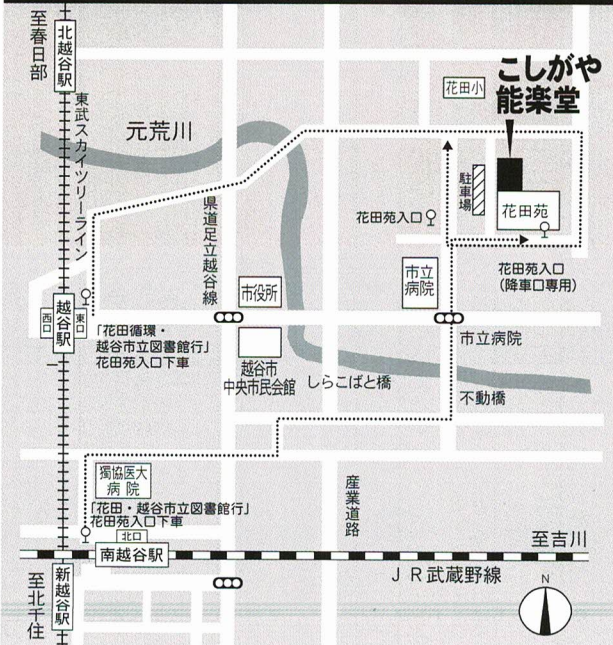 至春日部
北越谷駅
東武スカイツリーライン
元荒川
花田小
こしがや
能楽堂
駐車場
花田苑
花田苑入口
花田苑入口
(降車口専用)
県道足立越谷線
市役所
市立
病院
西口
越谷駅
東口
「花田循環・
越谷市立図書館行」
花田苑入口下車
越谷市
中央市民会館
しらこばと橋
市立病院
不動橋
獨協医大
病院
「花田・越谷市立図書館行」
花田苑入口下車
産業道路
北口
南越谷駅
至吉川
JR武蔵野線
新越谷駅
至北千住
N